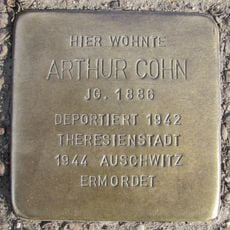 HIER WOHNTE
ARTHUR COHN
JG. 1886
DEPORTIERT 1942
THERESIENSTADT
1944 AUSCHWITZ
ERMORDET